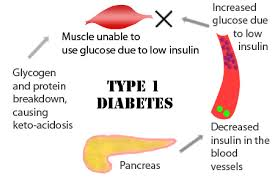 Increased
glucose due to
low insulin
Muscle unable to
use glucose due to low insulin
Glycogen
and protein
breakdown,
causing
keto-acidosis
TYPE 1
DIABETES
Decreased
insulin in the
blood
vessels
Pancreas